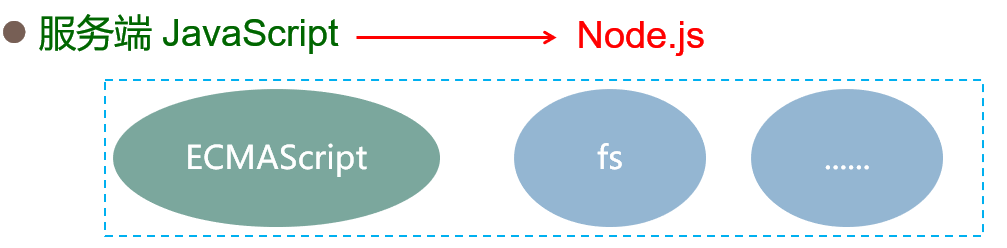 服务端 JavaScript Node.js
ECMAScript fs ......